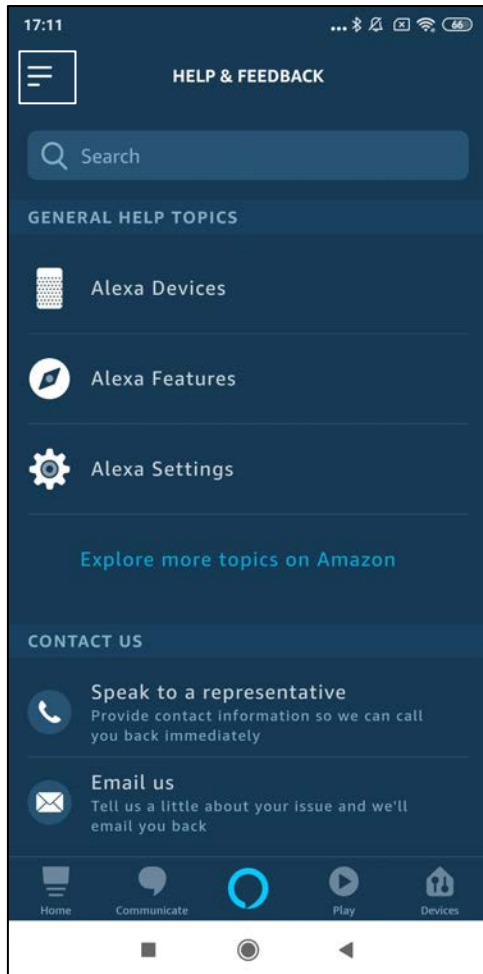 17:11
66
HELP & FEEDBACK
Search
GENERAL HELP TOPICS
Alexa Devices
Alexa Features
Alexa Settings
Explore more topics on Amazon
CONTACT US
Speak to a representative
Provide contact information so we can call
you back immediately
Email us
Tell us a little about your issue and we'll
email you back
Home Communicate Play Devices